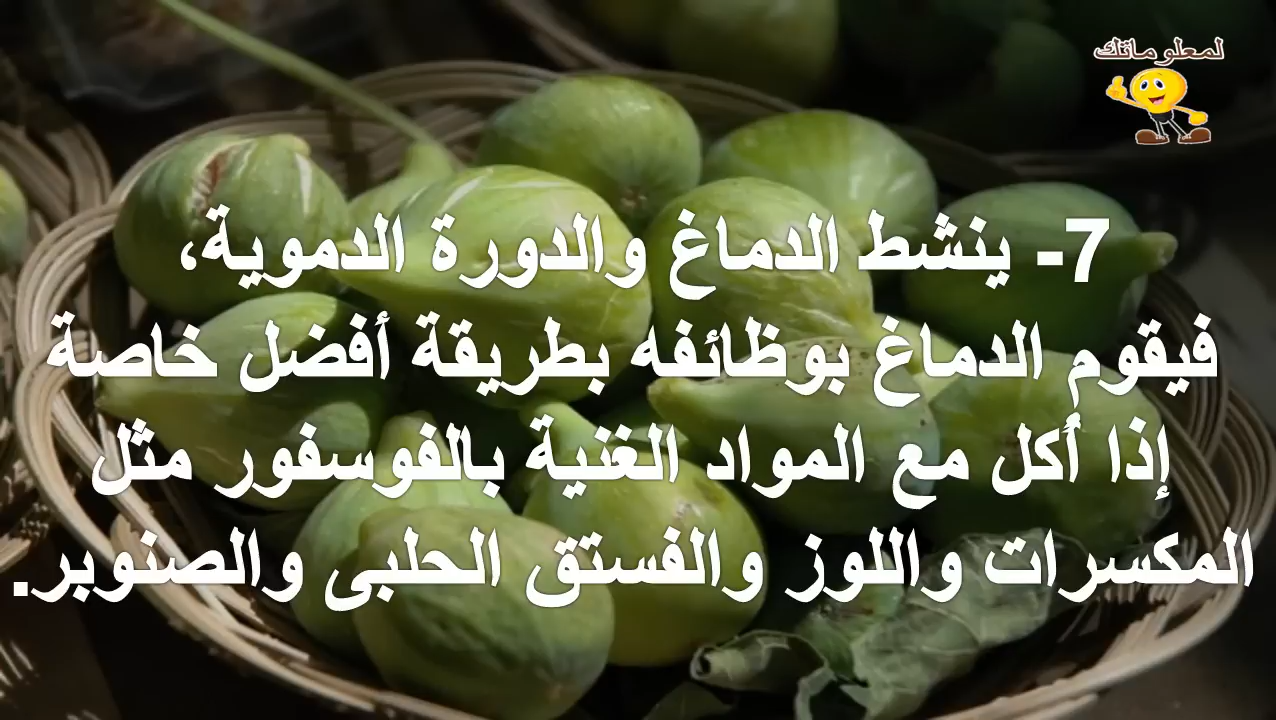 لمعلوماتك
7- ينشط الدماغ والدورة الدموية،
فيقوم الدماغ بوظائفه بطريقة أفضل خاصة
إذا أُكل مع المواد الغنية بالفوسفور مثل
المكسرات واللوز والفستق الحلبى والصنوبر.